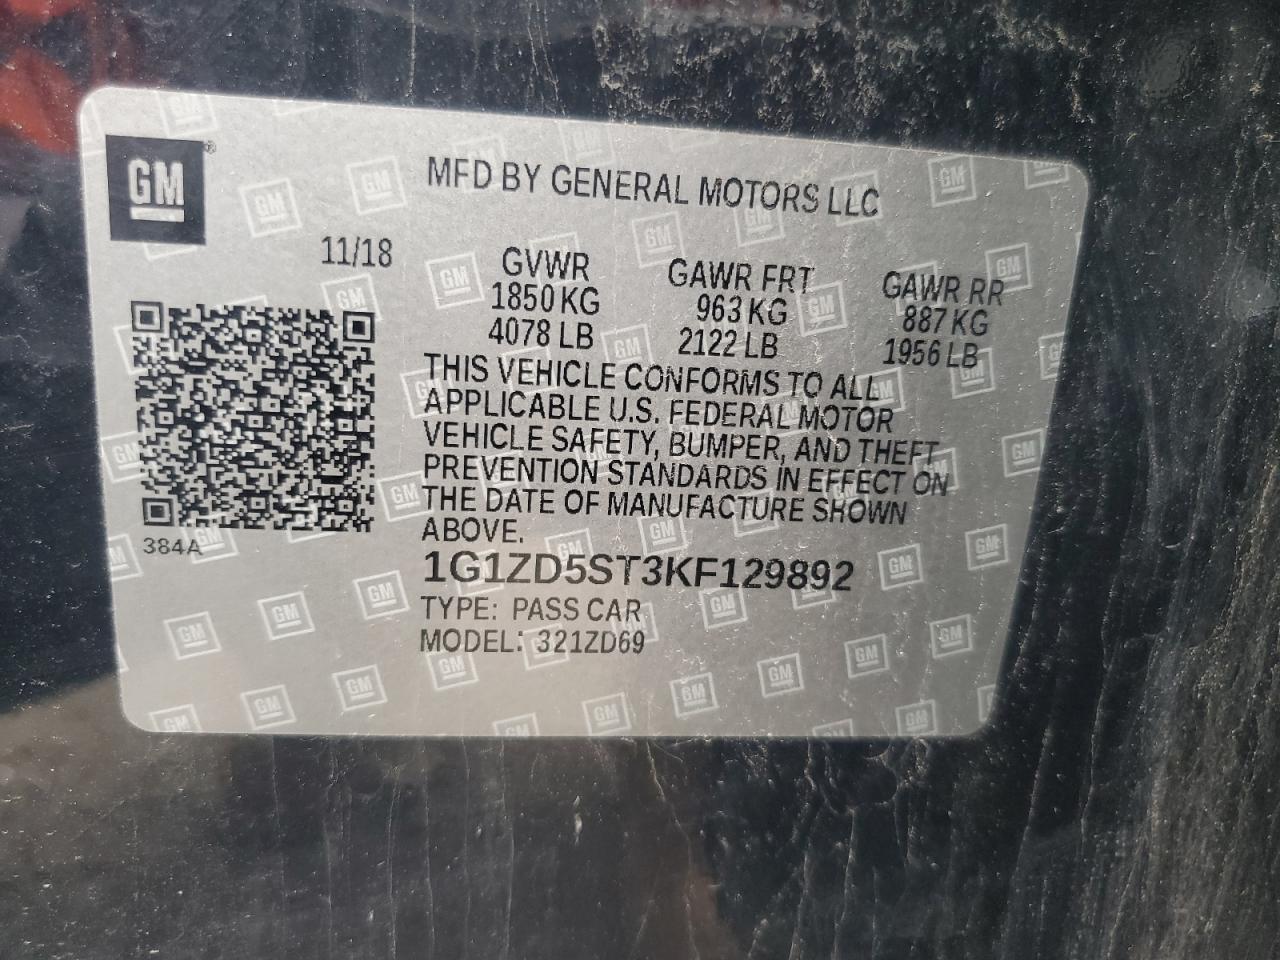 GM
MFD BY GENERAL MOTORS LLC
11/18
GVWR GAWR FRT GAWR RR
1850 KG 963 KG 887 KG
4078 LB 2122 LB 1956 LB
THIS VEHICLE CONFORMS TO ALL
APPLICABLE U.S. FEDERAL MOTOR
VEHICLE SAFETY, BUMPER, AND THEFT
PREVENTION STANDARDS IN EFFECT ON
THE DATE OF MANUFACTURE SHOWN
ABOVE.
384A
1G1ZD5ST3KF129892
TYPE: PASS CAR
MODEL: 321ZD69